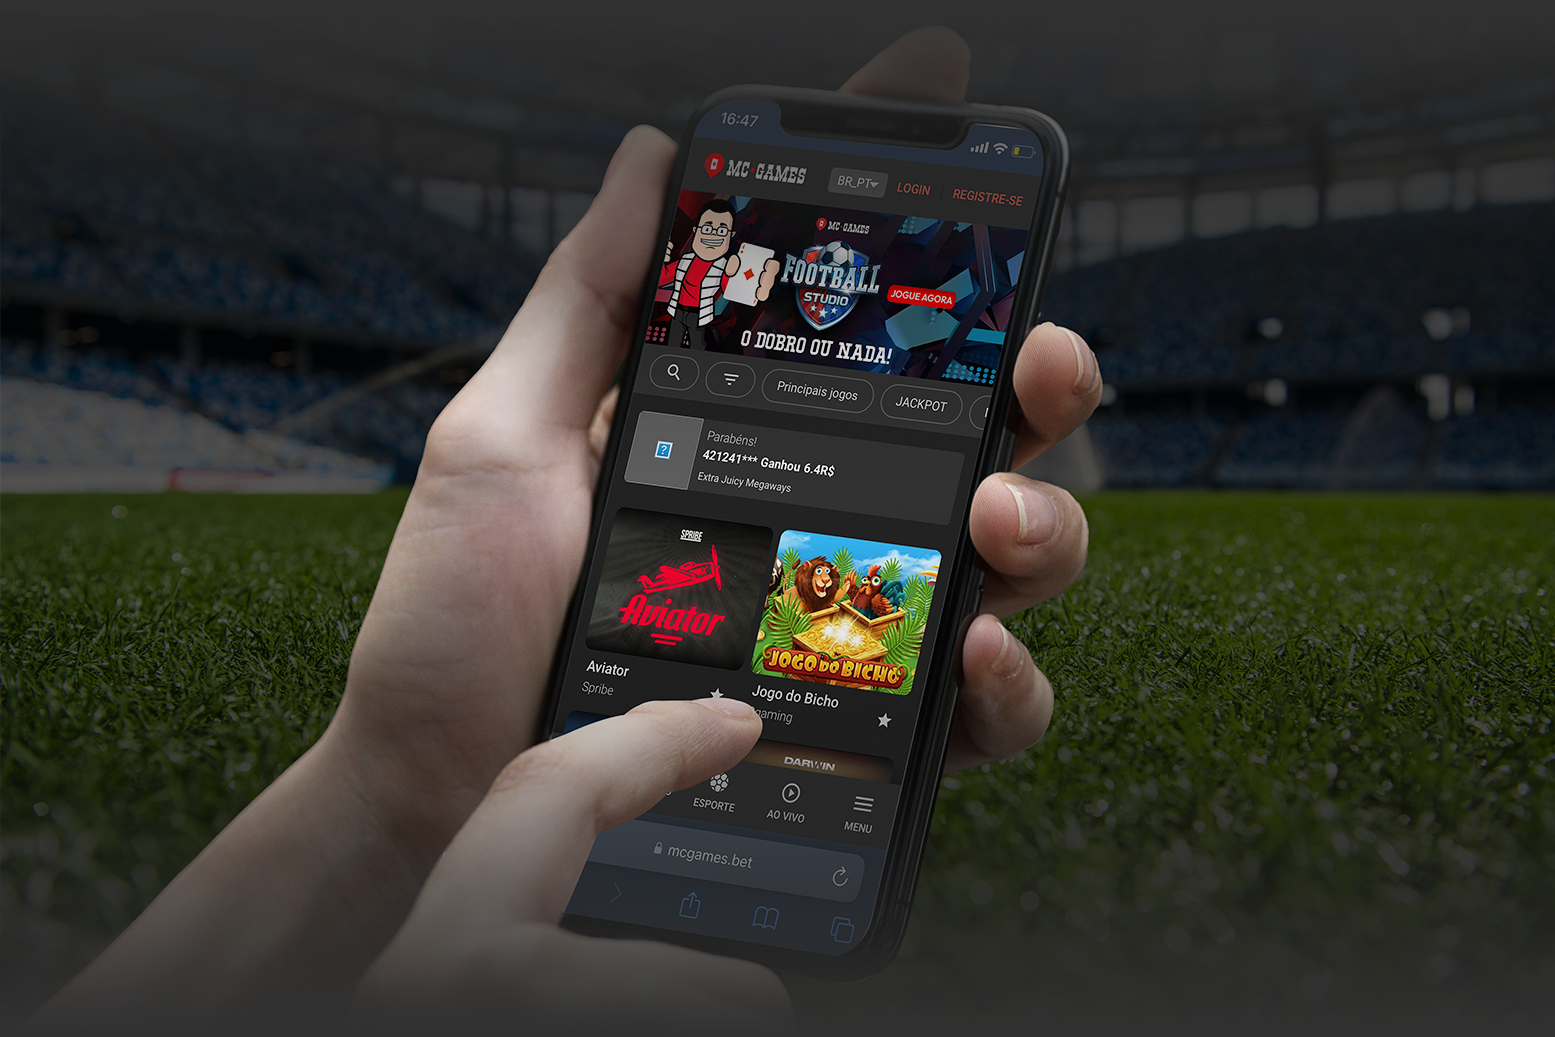 16:47
MC GAMES
BR_PT
LOGIN
REGISTRE-SE
MC GAMES
FOOTBALL
STUDIO
JOGUE AGORA
O DOBRO OU NADA!
Principais jogos
JACKPOT
Parabéns!
421241*** Ganhou 6.4R$
Extra Juicy Megaways
SPRIBE
Aviator
JOGO DO BICHO
Aviator
Spribe
Jogo do Bicho
gaming
DARWIN
ESPORTE
AO VIVO
MENU
mcgames.bet